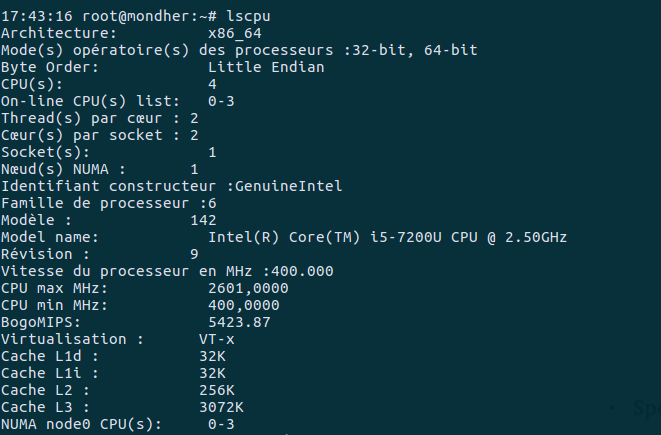 17:43:16 root@mondher:~# lscpu
Architecture:          x86_64
Mode(s) opératoire(s) des processeurs :32-bit, 64-bit
Byte Order:            Little Endian
CPU(s):                4
On-line CPU(s) list:   0-3
Thread(s) par cœur : 2
Cœur(s) par socket : 2
Socket(s):             1
Nœud(s) NUMA :       1
Identifiant constructeur :GenuineIntel
Famille de processeur :6
Modèle :             142
Model name:            Intel(R) Core(TM) i5-7200U CPU @ 2.50GHz
Révision :           9
Vitesse du processeur en MHz :400.000
CPU max MHz:           2601,0000
CPU min MHz:           400,0000
BogoMIPS:              5423.87
Virtualisation :      VT-x
Cache L1d :           32K
Cache L1i :           32K
Cache L2 :            256K
Cache L3 :            3072K
NUMA node0 CPU(s):     0-3